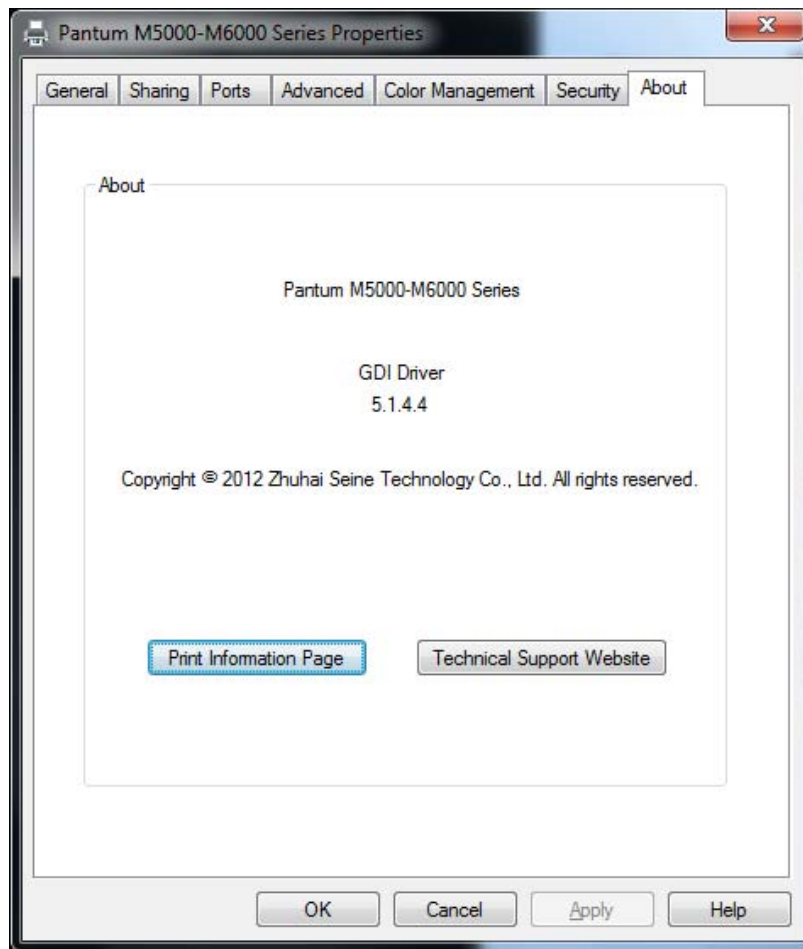 Pantum M5000-M6000 Series Properties
General Sharing Ports Advanced Color Management Security About
About
Pantum M5000-M6000 Series
GDI Driver
5.1.4.4
Copyright © 2012 Zhuhai Seine Technology Co., Ltd. All rights reserved.
Print Information Page Technical Support Website
OK Cancel Apply Help